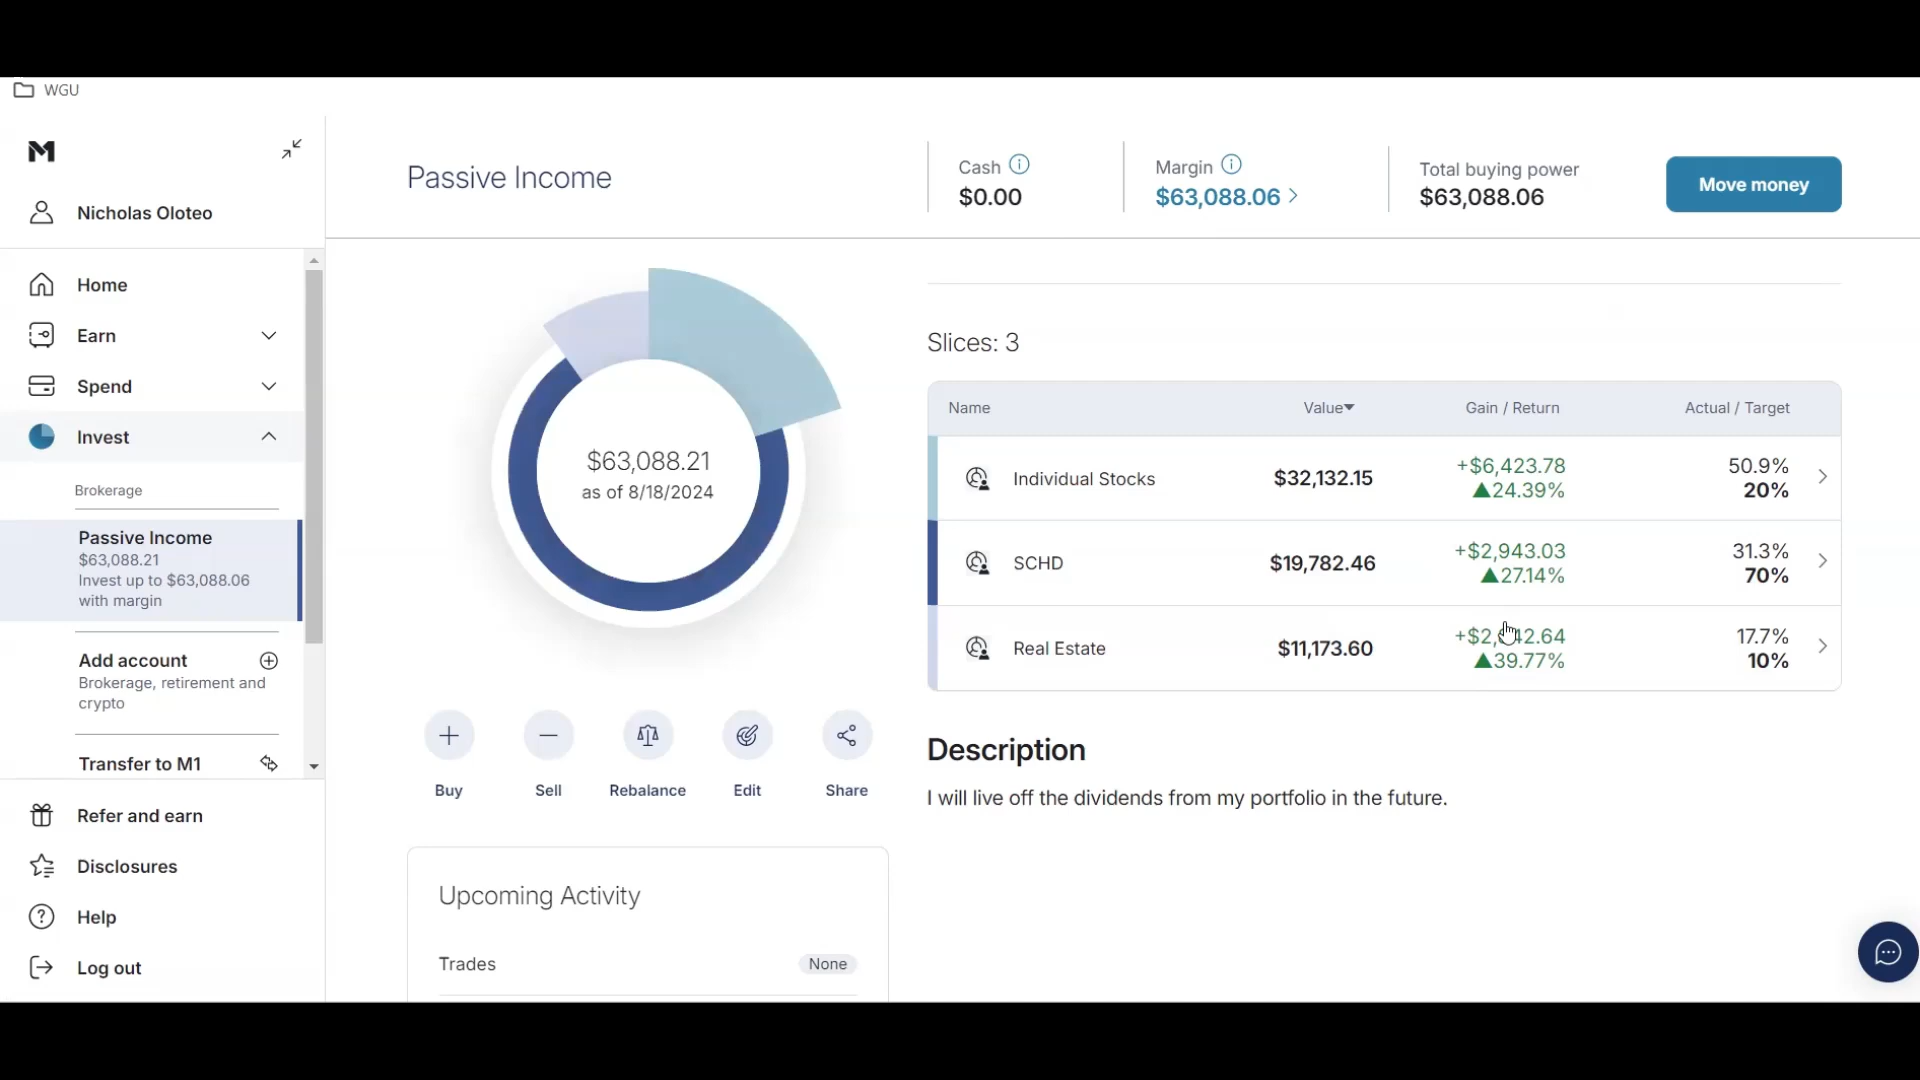 WGU
Nicholas Oloteo
Home
Earn
Spend
Invest
Brokerage
Passive Income
$63,088.21
Invest up to $63,088.06
with margin
Add account
Brokerage, retirement and
crypto
Transfer to M1
Refer and earn
Disclosures
Help
Log out
Passive Income
Cash
$0.00
Margin
$63,088.06
Total buying power
$63,088.06
Move money
$63,088.21
as of 8/18/2024
Buy
Sell
Rebalance
Edit
Share
Upcoming Activity
Trades
None
Slices: 3
Name Value Gain / Return Actual / Target
Individual Stocks $32,132.15 +$6,423.78 50.9%
24.39% 20%
SCHD $19,782.46 +$2,943.03 31.3%
27.14% 70%
Real Estate $11,173.60 17.7%
39.77% 10%
Description
I will live off the dividends from my portfolio in the future.